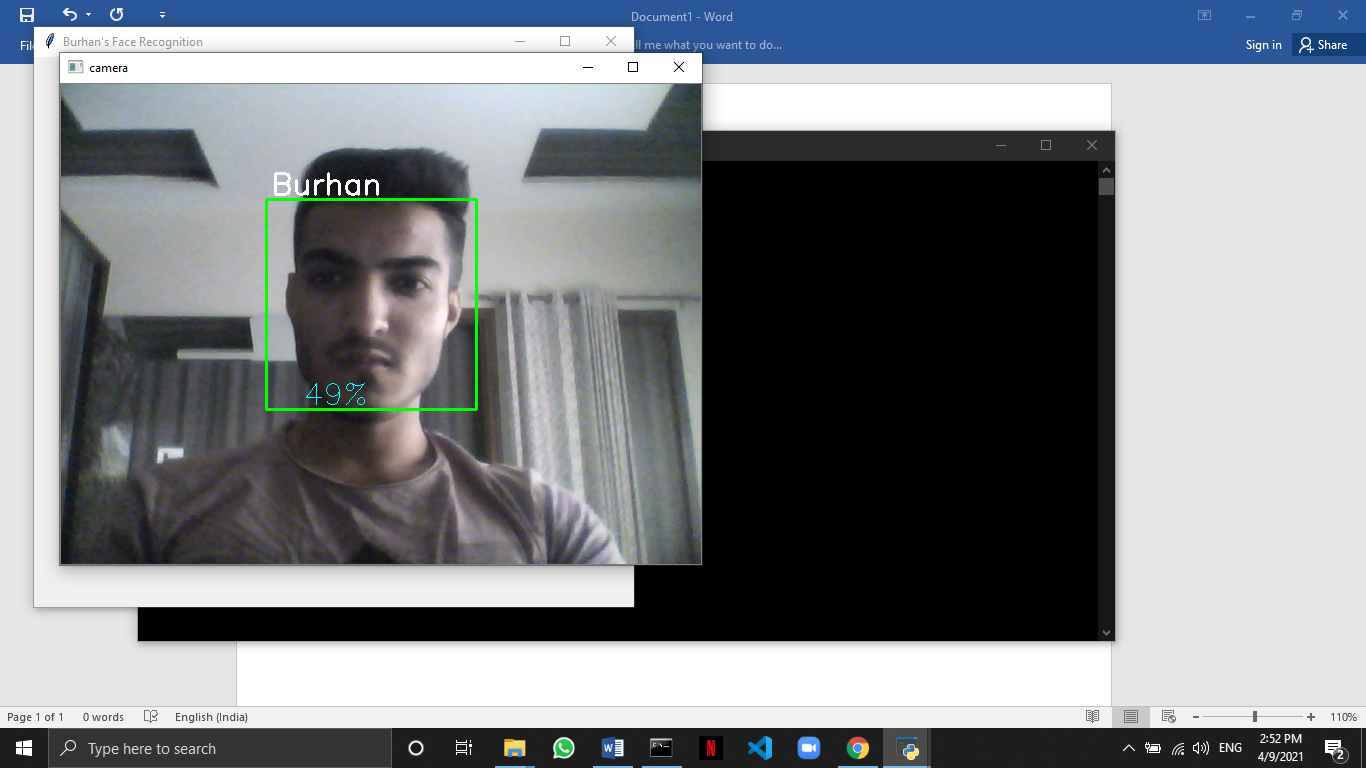 Document1 - Word
Burhan's Face Recognition
ll me what you want to do...
Sign in
Share
camera
Burhan
49%
Page 1 of 1
0 words
English (India)
110%
Type here to search
ENG
2:52 PM
4/9/2021
2